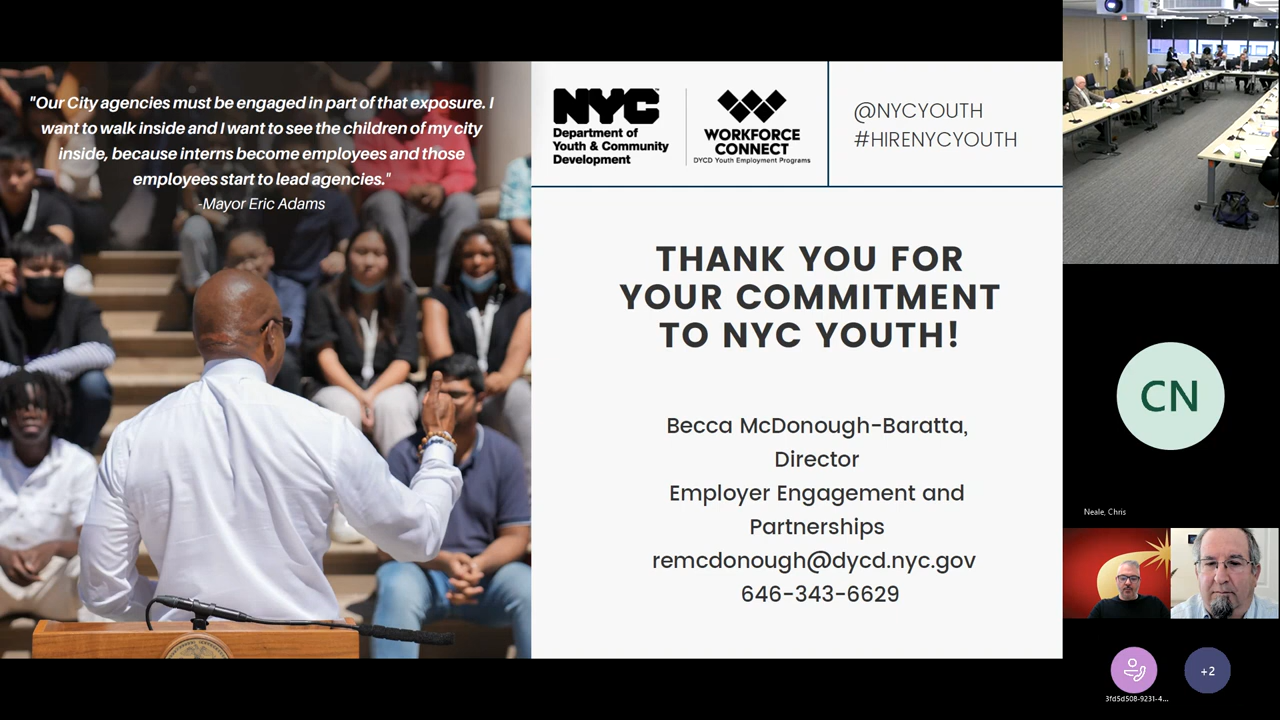 "Our City agencies must be engaged in part of that exposure. I
want to walk inside and I want to see the children of my city
inside, because interns become employees and those
employees start to lead agencies."
-Mayor Eric Adams
NYC
Department of
Youth & Community
Development
WORKFORCE
CONNECT
DYCD Youth Employment Programs
@NYCYOUTH
#HIRENYCYOUTH
THANK YOU FOR
YOUR COMMITMENT
TO NYC YOUTH!
Becca McDonough-Baratta,
Director
Employer Engagement and
Partnerships
remcdonough@dycd.nyc.gov
646-343-6629
CN
Neale, Chris
3fd5d508-9231-4...
+2